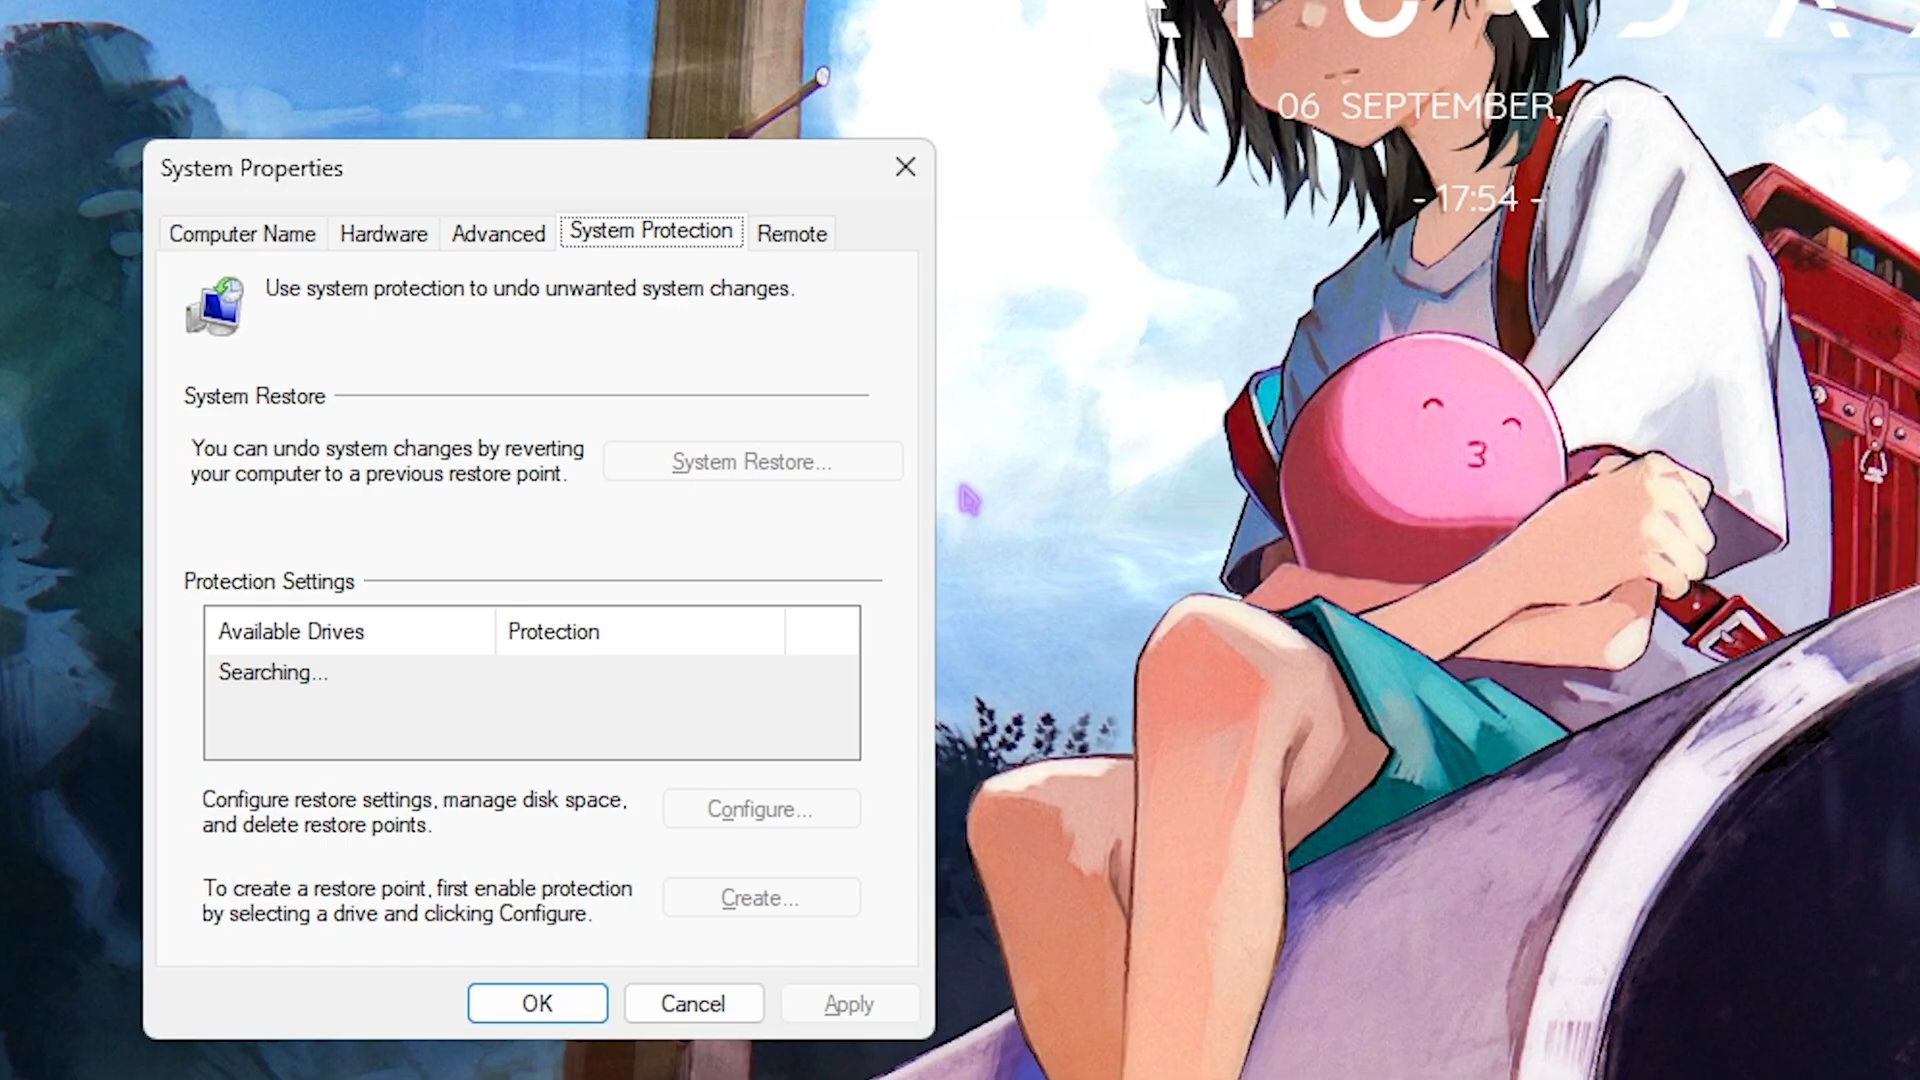 06 SEPTEMBER, 2025
- 17:54 -
System Properties
Computer Name
Hardware
Advanced
System Protection
Remote
Use system protection to undo unwanted system changes.
System Restore
You can undo system changes by reverting
your computer to a previous restore point.
System Restore...
Protection Settings
Available Drives
Protection
Searching...
Configure restore settings, manage disk space,
and delete restore points.
Configure...
To create a restore point, first enable protection
by selecting a drive and clicking Configure.
Create...
OK
Cancel
Apply